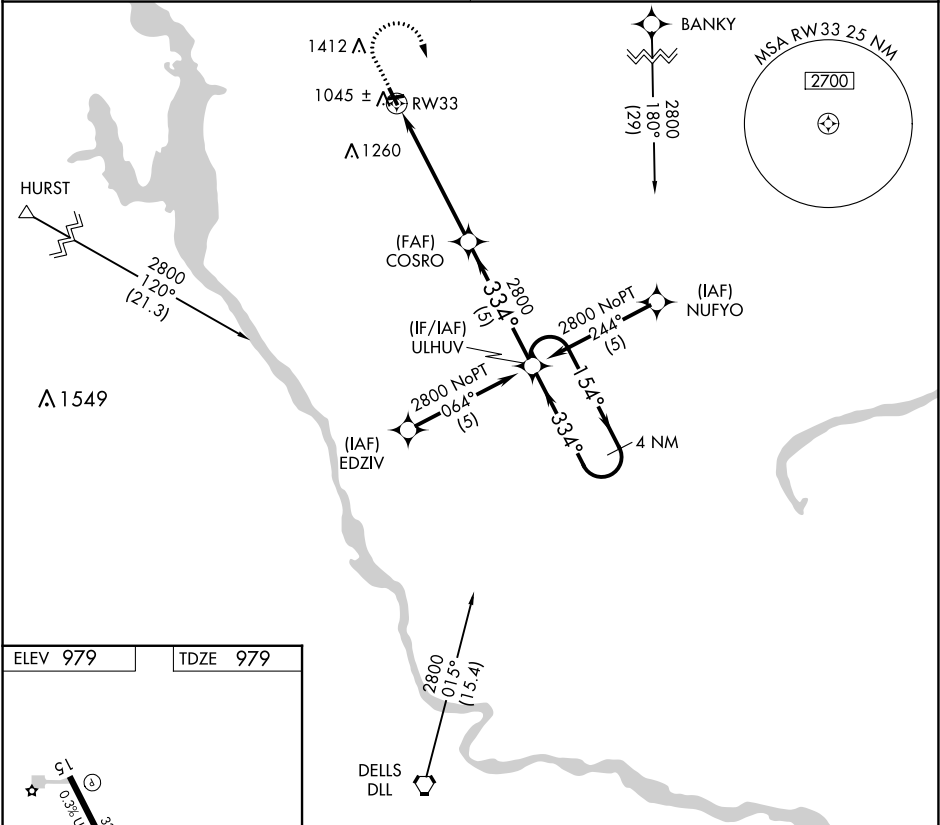 BANKY
2800
180°
(29)
MSA RW33 25 NM
2700
1412
1045 ±
RW33
1260
HURST
2800
120°
(21.3)
(FAF)
COSRO
2800
334°
(5)
(IF/IAF)
ULHUV
2800 NoPT
244°
(5)
(IAF)
NUFYO
1549
2800 NoPT
064°
(5)
(IAF)
EDZIV
154°
334°
4 NM
2800
015°
(15.4)
DELLS
DLL
ELEV 979
TDZE 979
15
P